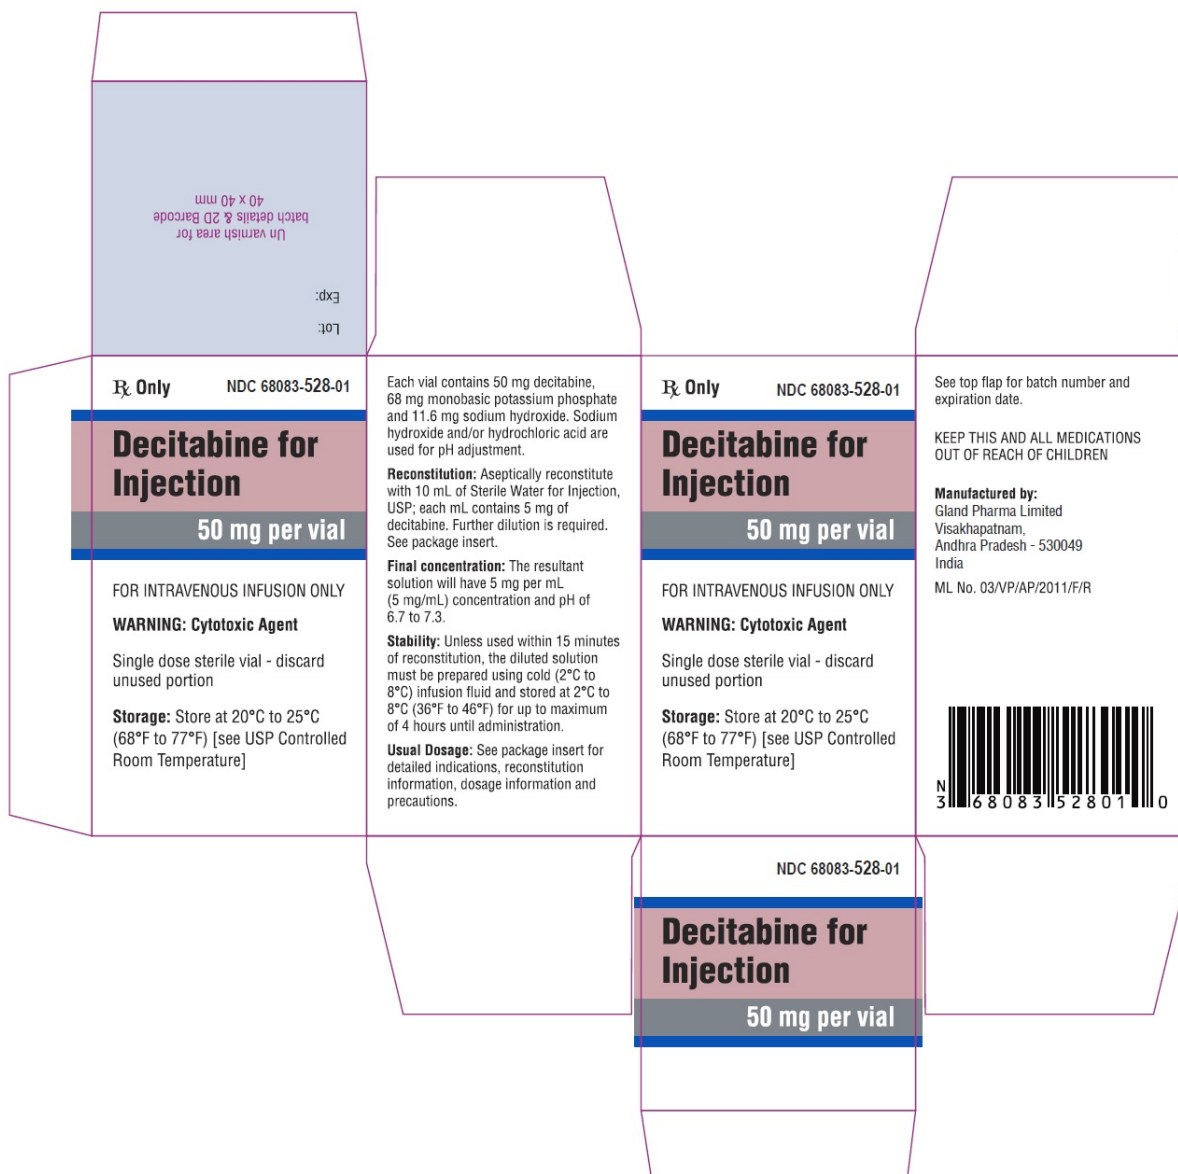 Un varnish area for
batch details & 2D Barcode
40 x 40 mm
Lot:
Exp:
℞ Only NDC 68083-528-01
Decitabine for
Injection
50 mg per vial
FOR INTRAVENOUS INFUSION ONLY
WARNING: Cytotoxic Agent
Single dose sterile vial - discard
unused portion
Storage: Store at 20°C to 25°C
(68°F to 77°F) [see USP Controlled
Room Temperature]
Each vial contains 50 mg decitabine,
68 mg monobasic potassium phosphate
and 11.6 mg sodium hydroxide. Sodium
hydroxide and/or hydrochloric acid are
used for pH adjustment.
Reconstitution: Aseptically reconstitute
with 10 mL of Sterile Water for Injection,
USP; each mL contains 5 mg of
decitabine. Further dilution is required.
See package insert.
Final concentration: The resultant
solution will have 5 mg per mL
(5 mg/mL) concentration and pH of
6.7 to 7.3.
Stability: Unless used within 15 minutes
of reconstitution, the diluted solution
must be prepared using cold (2°C to
8°C) infusion fluid and stored at 2°C to
8°C (36°F to 46°F) for up to maximum
of 4 hours until administration.
Usual Dosage: See package insert for
detailed indications, reconstitution
information, dosage information and
precautions.
℞ Only NDC 68083-528-01
Decitabine for
Injection
50 mg per vial
FOR INTRAVENOUS INFUSION ONLY
WARNING: Cytotoxic Agent
Single dose sterile vial - discard
unused portion
Storage: Store at 20°C to 25°C
(68°F to 77°F) [see USP Controlled
Room Temperature]
See top flap for batch number and
expiration date.
KEEP THIS AND ALL MEDICATIONS
OUT OF REACH OF CHILDREN
Manufactured by:
Gland Pharma Limited
Visakhapatnam,
Andhra Pradesh - 530049
India
ML No. 03/VP/AP/2011/F/R
N
3 68083 52801 0
NDC 68083-528-01
Decitabine for
Injection
50 mg per vial